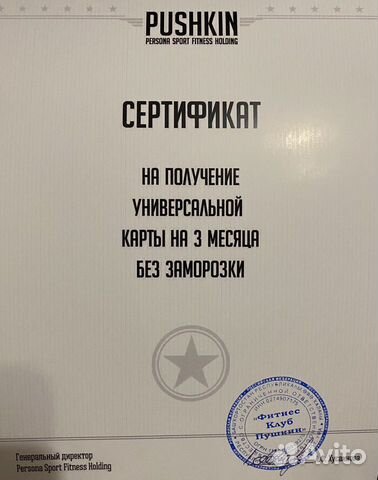 PUSHKIN
PERSONA SPORT FITNESS HOLDING
СЕРТИФИКАТ
НА ПОЛУЧЕНИЕ
УНИВЕРСАЛЬНОЙ
КАРТЫ НА 3 МЕСЯЦА
БЕЗ ЗАМОРОЗКИ
«Фитнес
Клуб
Пушкин»
Генеральный директор
Persona Sport Fitness Holding
Avito